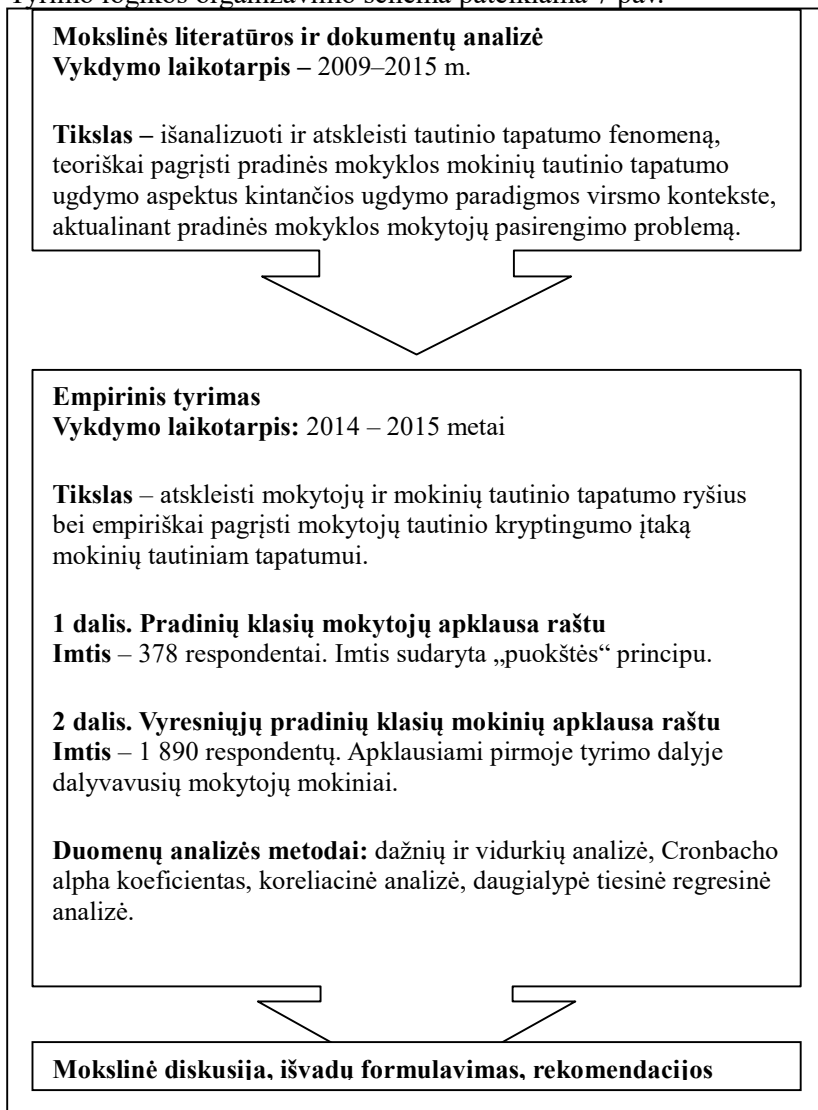 Tyrimo logikos organizavimo schema pateikiama 7 pav.
Mokslinės literatūros ir dokumentų analizė
Vykdymo laikotarpis – 2009–2015 m.
Tikslas – išanalizuoti ir atskleisti tautinio tapatumo fenomeną,
teoriškai pagrįsti pradinės mokyklos mokinių tautinio tapatumo
ugdymo aspektus kintančios ugdymo paradigmos virsmo kontekste,
aktualinant pradinės mokyklos mokytojų pasirengimo problemą.
Empirinis tyrimas
Vykdymo laikotarpis: 2014 – 2015 metai
Tikslas – atskleisti mokytojų ir mokinių tautinio tapatumo ryšius
bei empiriškai pagrįsti mokytojų tautinio kryptingumo įtaką
mokinių tautiniam tapatumui.
1 dalis. Pradinių klasių mokytojų apklausa raštu
Imtis – 378 respondentai. Imtis sudaryta „puokštės“ principu.
2 dalis. Vyresniųjų pradinių klasių mokinių apklausa raštu
Imtis – 1 890 respondentų. Apklausiami pirmoje tyrimo dalyje
dalyvavusių mokytojų mokiniai.
Duomenų analizės metodai: dažnių ir vidurkių analizė, Cronbacho
alpha koeficientas, koreliacinė analizė, daugialypė tiesinė regresinė
analizė.
Mokslinė diskusija, išvadų formulavimas, rekomendacijos